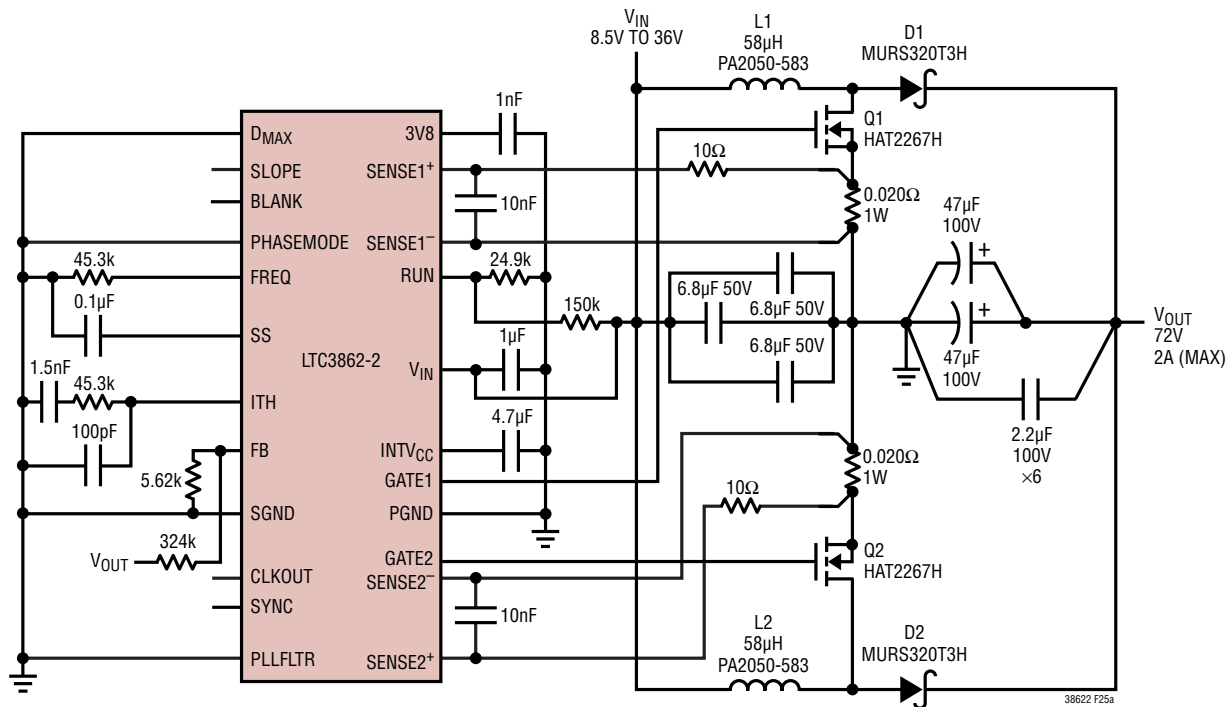 VIN
8.5V TO 36V
L1
58µH
PA2050-583
D1
MURS320T3H
1nF
DMAX
3V8
Q1
HAT2267H
SLOPE
SENSE1+
10Ω
BLANK
10nF
0.020Ω
1W
47µF
100V
PHASEMODE
SENSE1–
45.3k
FREQ
RUN
24.9k
0.1µF
150k
6.8µF 50V
6.8µF 50V
6.8µF 50V
SS
LTC3862-2
1µF
VIN
47µF
100V
VOUT
72V
2A (MAX)
1.5nF
45.3k
ITH
100pF
4.7µF
2.2µF
100V
×6
FB
INTVCC
5.62k
GATE1
10Ω
0.020Ω
1W
SGND
PGND
324k
VOUT
GATE2
Q2
HAT2267H
CLKOUT
SENSE2–
SYNC
10nF
L2
58µH
PA2050-583
D2
MURS320T3H
PLLFLTR
SENSE2+
38622 F25a